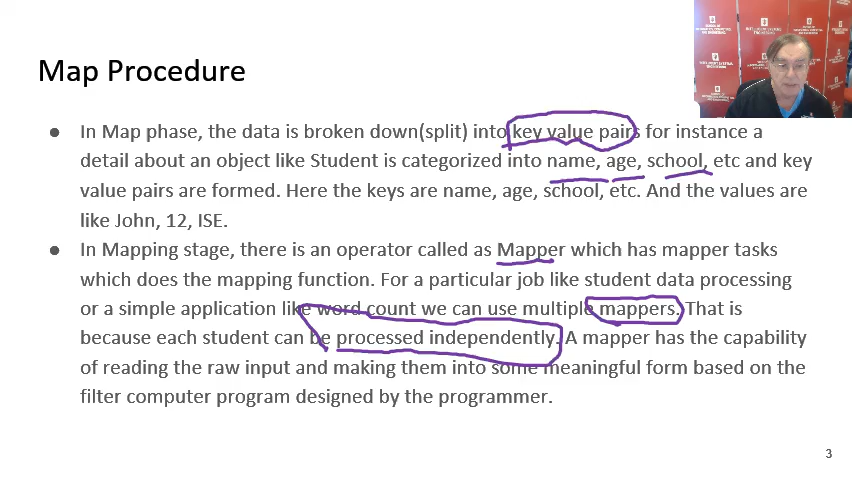 Map Procedure
● In Map phase, the data is broken down(split) into key value pairs for instance a
detail about an object like Student is categorized into name, age, school, etc and key
value pairs are formed. Here the keys are name, age, school, etc. And the values are
like John, 12, ISE.
● In Mapping stage, there is an operator called as Mapper which has mapper tasks
which does the mapping function. For a particular job like student data processing
or a simple application like word count we can use multiple mappers. That is
because each student can be processed independently. A mapper has the capability
of reading the raw input and making them into some meaningful form based on the
filter computer program designed by the programmer.
3